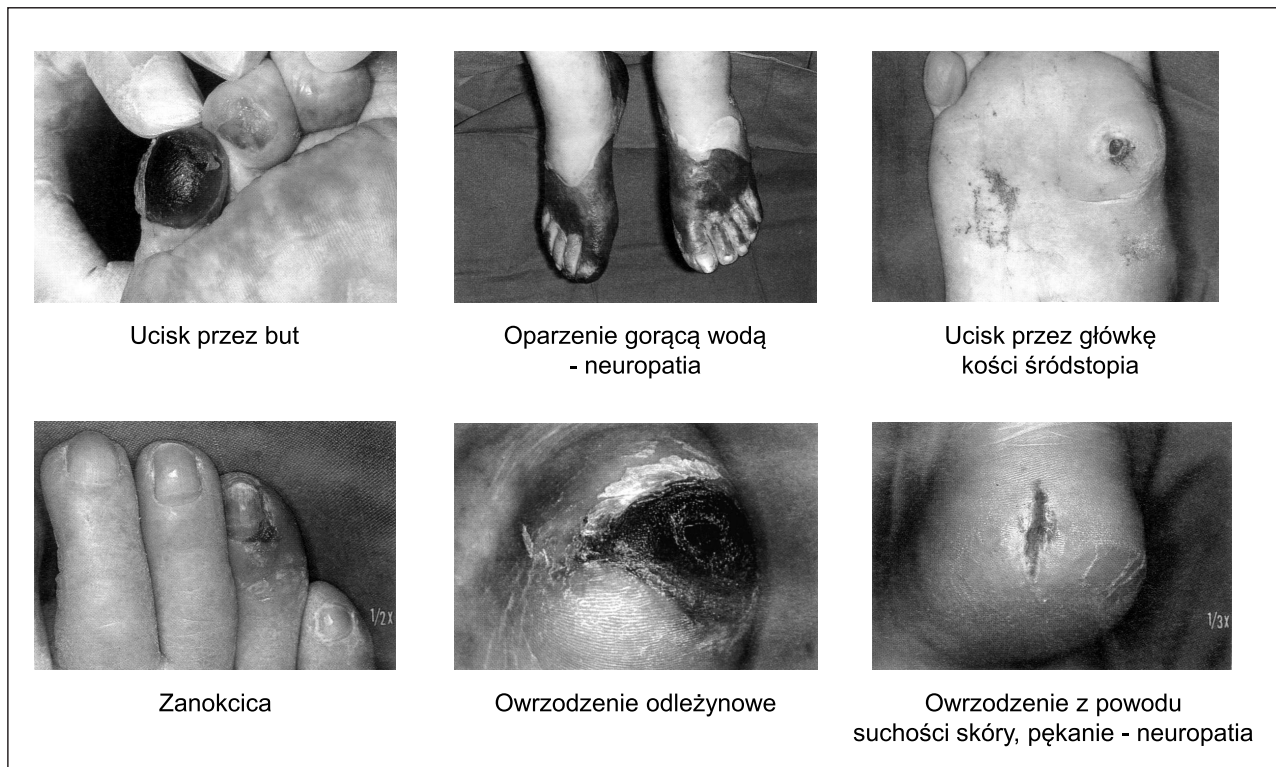 Ucisk przez but
Oparzenie gorącą wodą
- neuropatia
Ucisk przez główkę
kości śródstopia
1/2X
1/3X
Zanokcica
Owrzodzenie odleżynowe
Owrzodzenie z powodu
suchości skóry, pękanie - neuropatia